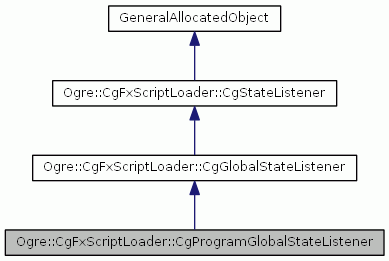 GeneralAllocatedObject
Ogre::CgFxScriptLoader::CgStateListener
Ogre::CgFxScriptLoader::CgGlobalStateListener
Ogre::CgFxScriptLoader::CgProgramGlobalStateListener